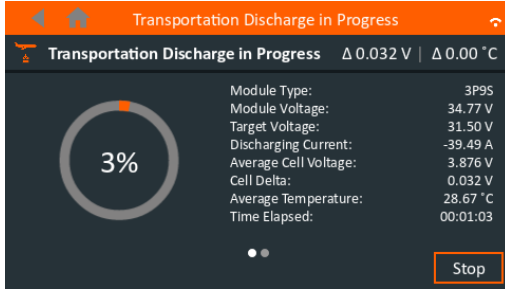 Transportation Discharge in Progress
Transportation Discharge in Progress Δ 0.032 V | Δ 0.00 ˚C
Module Type: 3P9S
Module Voltage: 34.77 V
Target Voltage: 31.50 V
Discharging Current: -39.49 A
Average Cell Voltage: 3.876 V
Cell Delta: 0.032 V
Average Temperature: 28.67 ˚C
Time Elapsed: 00:01:03
3%
Stop